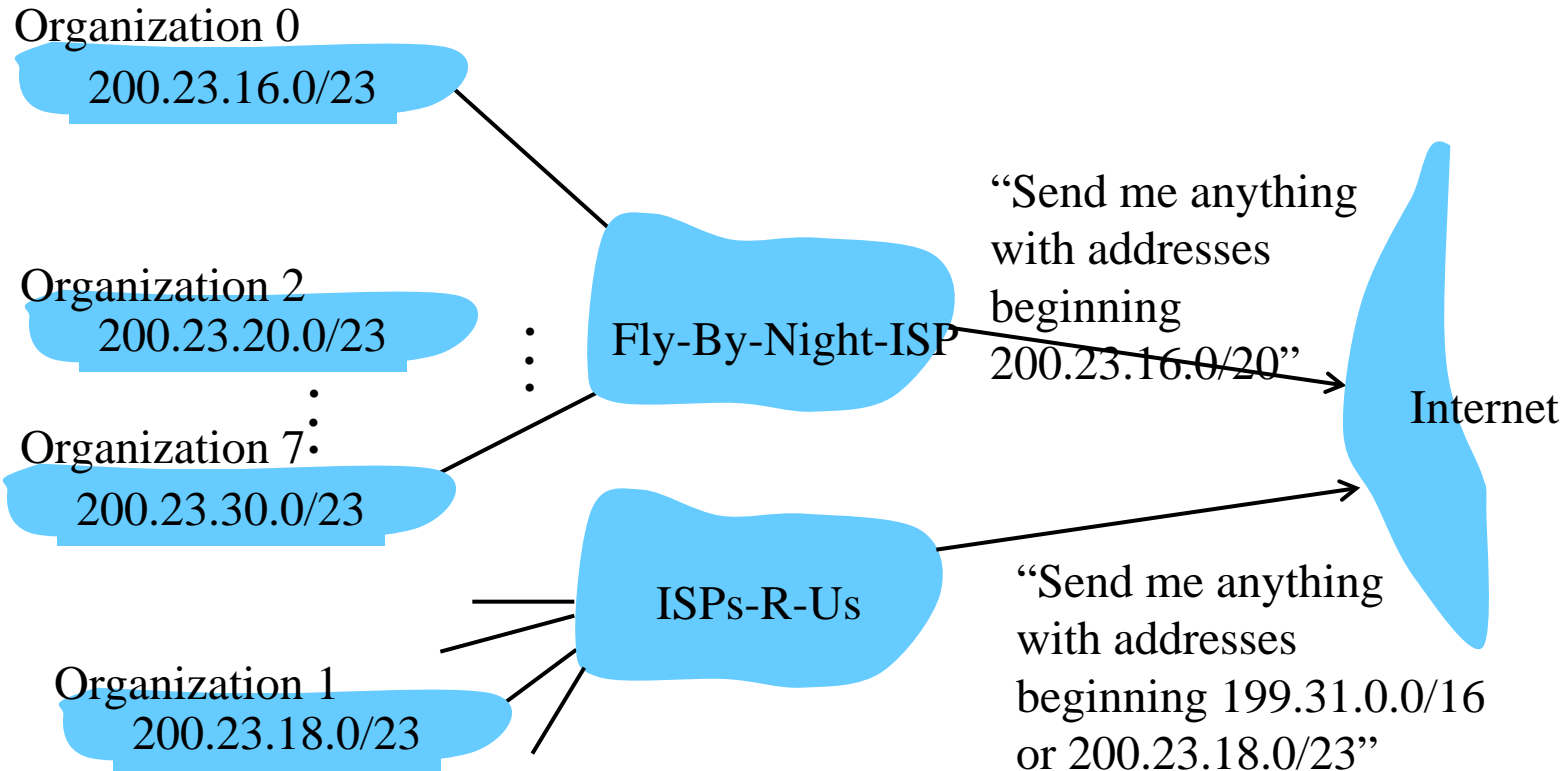 Organization 0
200.23.16.0/23
Organization 2
200.23.20.0/23
Organization 7
200.23.30.0/23
Fly-By-Night-ISP
“Send me anything
with addresses
beginning
200.23.16.0/20”
Internet
ISPs-R-Us
Organization 1
200.23.18.0/23
“Send me anything
with addresses
beginning 199.31.0.0/16
or 200.23.18.0/23”